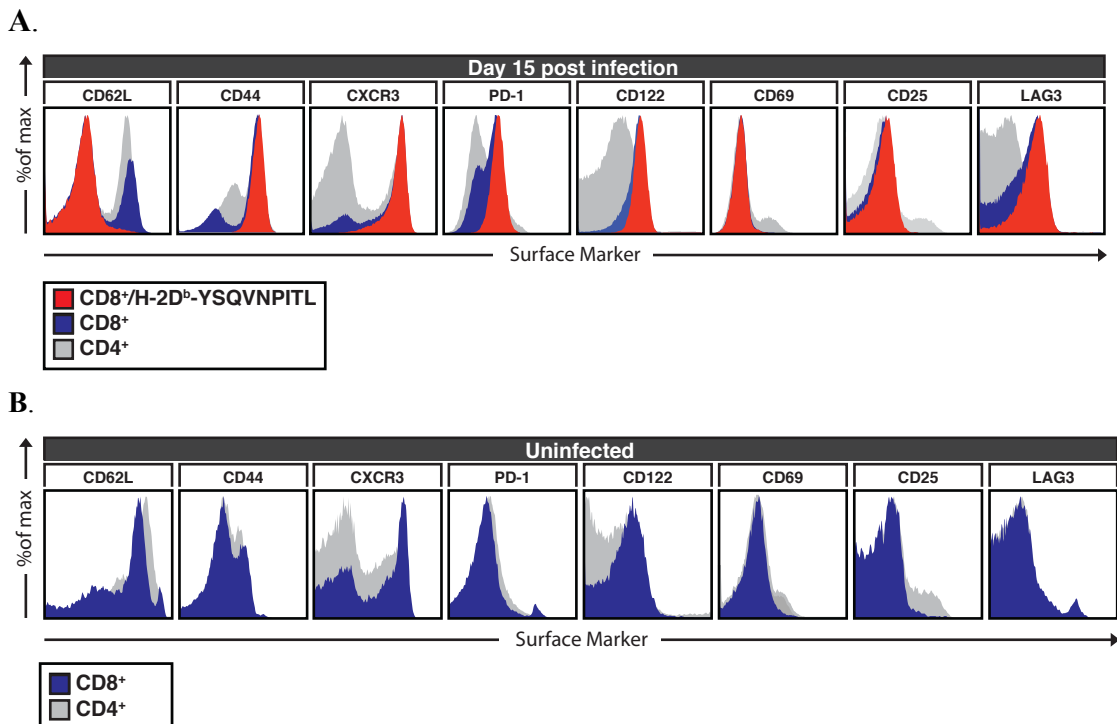 A.
Day 15 post infection
CD62L CD44 CXCR3 PD-1 CD122 CD69 CD25 LAG3
%of max
Surface Marker
CD8⁺/H-2Dᵇ-YSQVNPITL
CD8⁺
CD4⁺
B.
Uninfected
CD62L CD44 CXCR3 PD-1 CD122 CD69 CD25 LAG3
%of max
Surface Marker
CD8⁺
CD4⁺